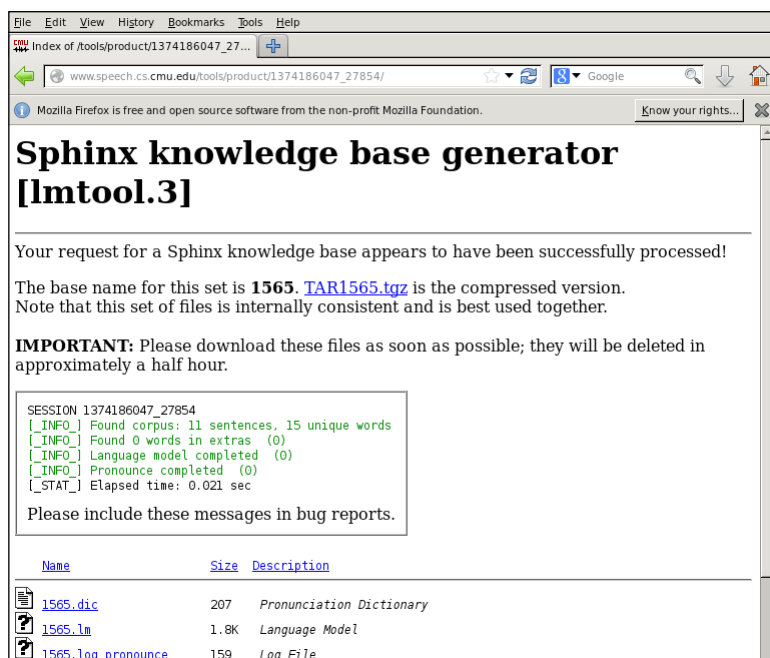 File Edit View History Bookmarks Tools Help
CMU Index of /tools/product/1374186047_27...
www.speech.cs.cmu.edu/tools/product/1374186047_27854/ Google
Mozilla Firefox is free and open source software from the non-profit Mozilla Foundation. Know your rights...
Sphinx knowledge base generator
[lmtool.3]
Your request for a Sphinx knowledge base appears to have been successfully processed!
The base name for this set is 1565. TAR1565.tgz is the compressed version.
Note that this set of files is internally consistent and is best used together.
IMPORTANT: Please download these files as soon as possible; they will be deleted in
approximately a half hour.
SESSION 1374186047_27854
[_INFO_] Found corpus: 11 sentences, 15 unique words
[_INFO_] Found 0 words in extras (0)
[_INFO_] Language model completed (0)
[_INFO_] Pronounce completed (0)
[_STAT_] Elapsed time: 0.021 sec
Please include these messages in bug reports.
Name Size Description
1565.dic 207 Pronunciation Dictionary
1565.lm 1.8K Language Model
1565.log_pronounce 159 Log File